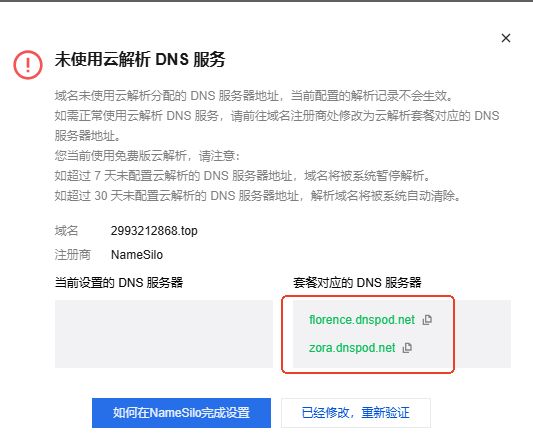 未使用云解析 DNS 服务
域名未使用云解析分配的 DNS 服务器地址，当前配置的解析记录不会生效。
如需正常使用云解析 DNS 服务，请前往域名注册商处修改为云解析套餐对应的 DNS
服务器地址。
您当前使用免费版云解析，请注意：
如超过 7 天未配置云解析的 DNS 服务器地址，域名将被系统暂停解析。
如超过 30 天未配置云解析的 DNS 服务器地址，解析域名将被系统自动清除。
域名 2993212868.top
注册商 NameSilo
当前设置的 DNS 服务器 套餐对应的 DNS 服务器
florence.dnspod.net
zora.dnspod.net
如何在NameSilo完成设置 已经修改，重新验证